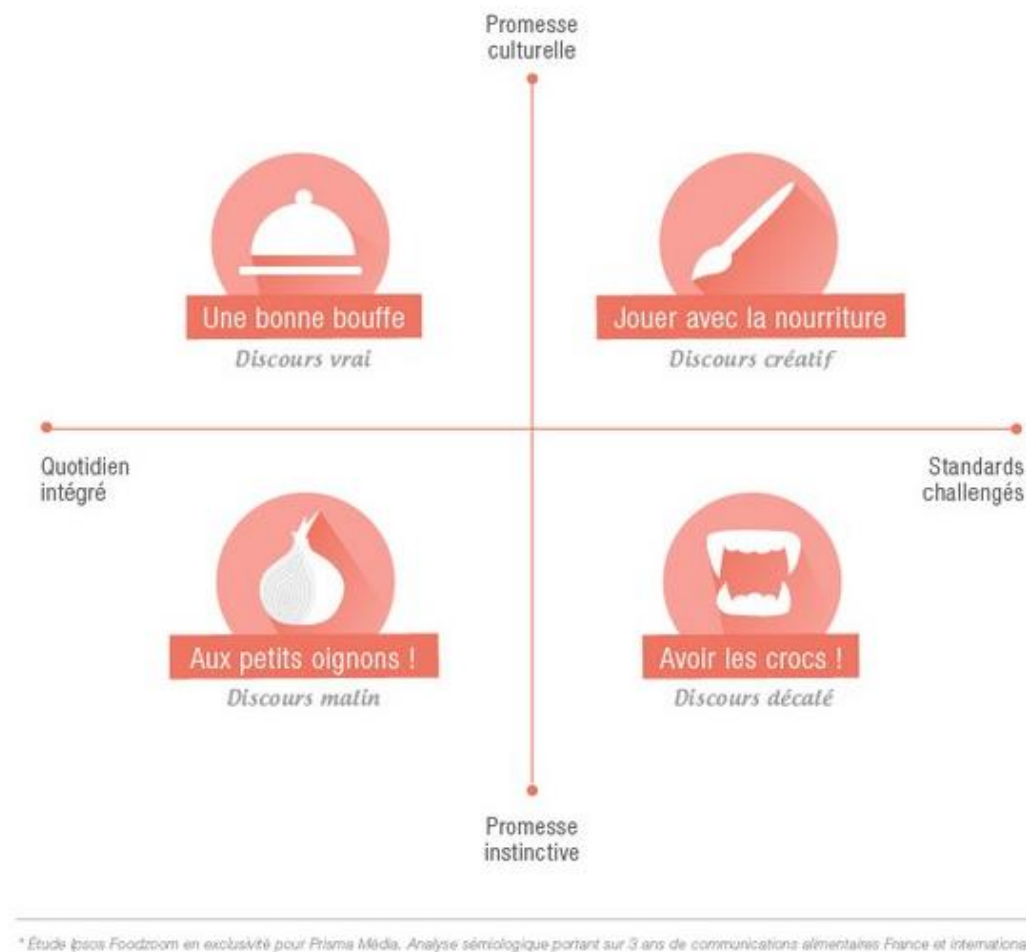 Promesse
culturelle
Une bonne bouffe
Discours vrai
Jouer avec la nourriture
Discours créatif
Quotidien
intégré
Standards
challengés
Aux petits oignons !
Discours malin
Avoir les crocs !
Discours décalé
Promesse
instinctive
* Étude Ipsos Foodzoom en exclusivité pour Prisma Média. Analyse sémiologique portant sur 3 ans de communications alimentaires France et internationa